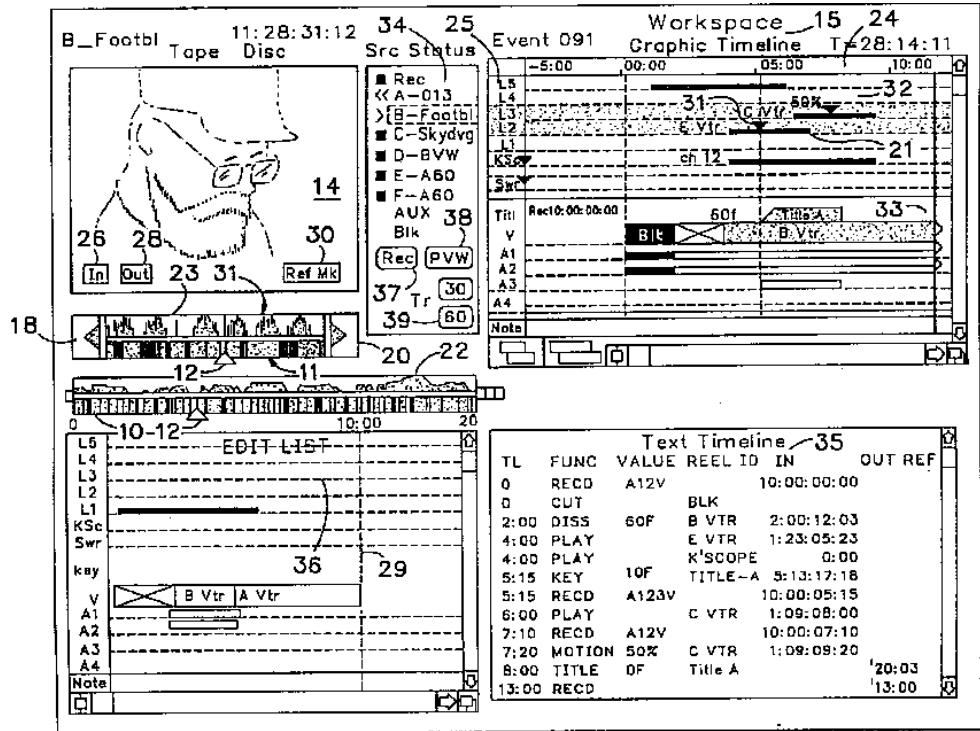 B_Footbl
11:28:31:12
Tape Disc
14
26
28
30
In
Out
Ref Mk
23
31
18
20
12
11
22
0
10-12
10:00
20
34
Src Status
Rec
<< A-013
>B-Footbl
C-Skydvg
D-BVW
E-A60
F-A60
AUX
Blk
38
Rec
PVW
37
Tr
30
39
60
Workspace
15
24
25
Event 091
Graphic Timeline
T=28:14:11
-5:00
00:00
05:00
10:00
L5
L4
L3
L2
L1
KSc
Swr
31
50%
32
C Vtr
E Vtr
21
ch 12
Titl
Rec10:00:00:00
60f
Title A
33
V
Blk
B Vtr
A1
A2
A3
A4
Note
EDIT LIST
L5
L4
L3
L2
L1
KSc
Swr
36
29
key
V
B Vtr
A Vtr
A1
A2
A3
A4
Note
Text Timeline
35
TL FUNC VALUE REEL ID IN OUT REF
0 RECD A12V 10:00:00:00
0 CUT BLK
2:00 DISS 60F B VTR 2:00:12:03
4:00 PLAY E VTR 1:23:05:23
4:00 PLAY K'SCOPE 0:00
5:15 KEY 10F TITLE-A 5:13:17:18
5:15 RECD A123V 10:00:05:15
6:00 PLAY C VTR 1:09:08:00
7:10 RECD A12V 10:00:07:10
7:20 MOTION 50% C VTR 1:09:09:20
8:00 TITLE 0F Title A '20:03
13:00 RECD '13:00